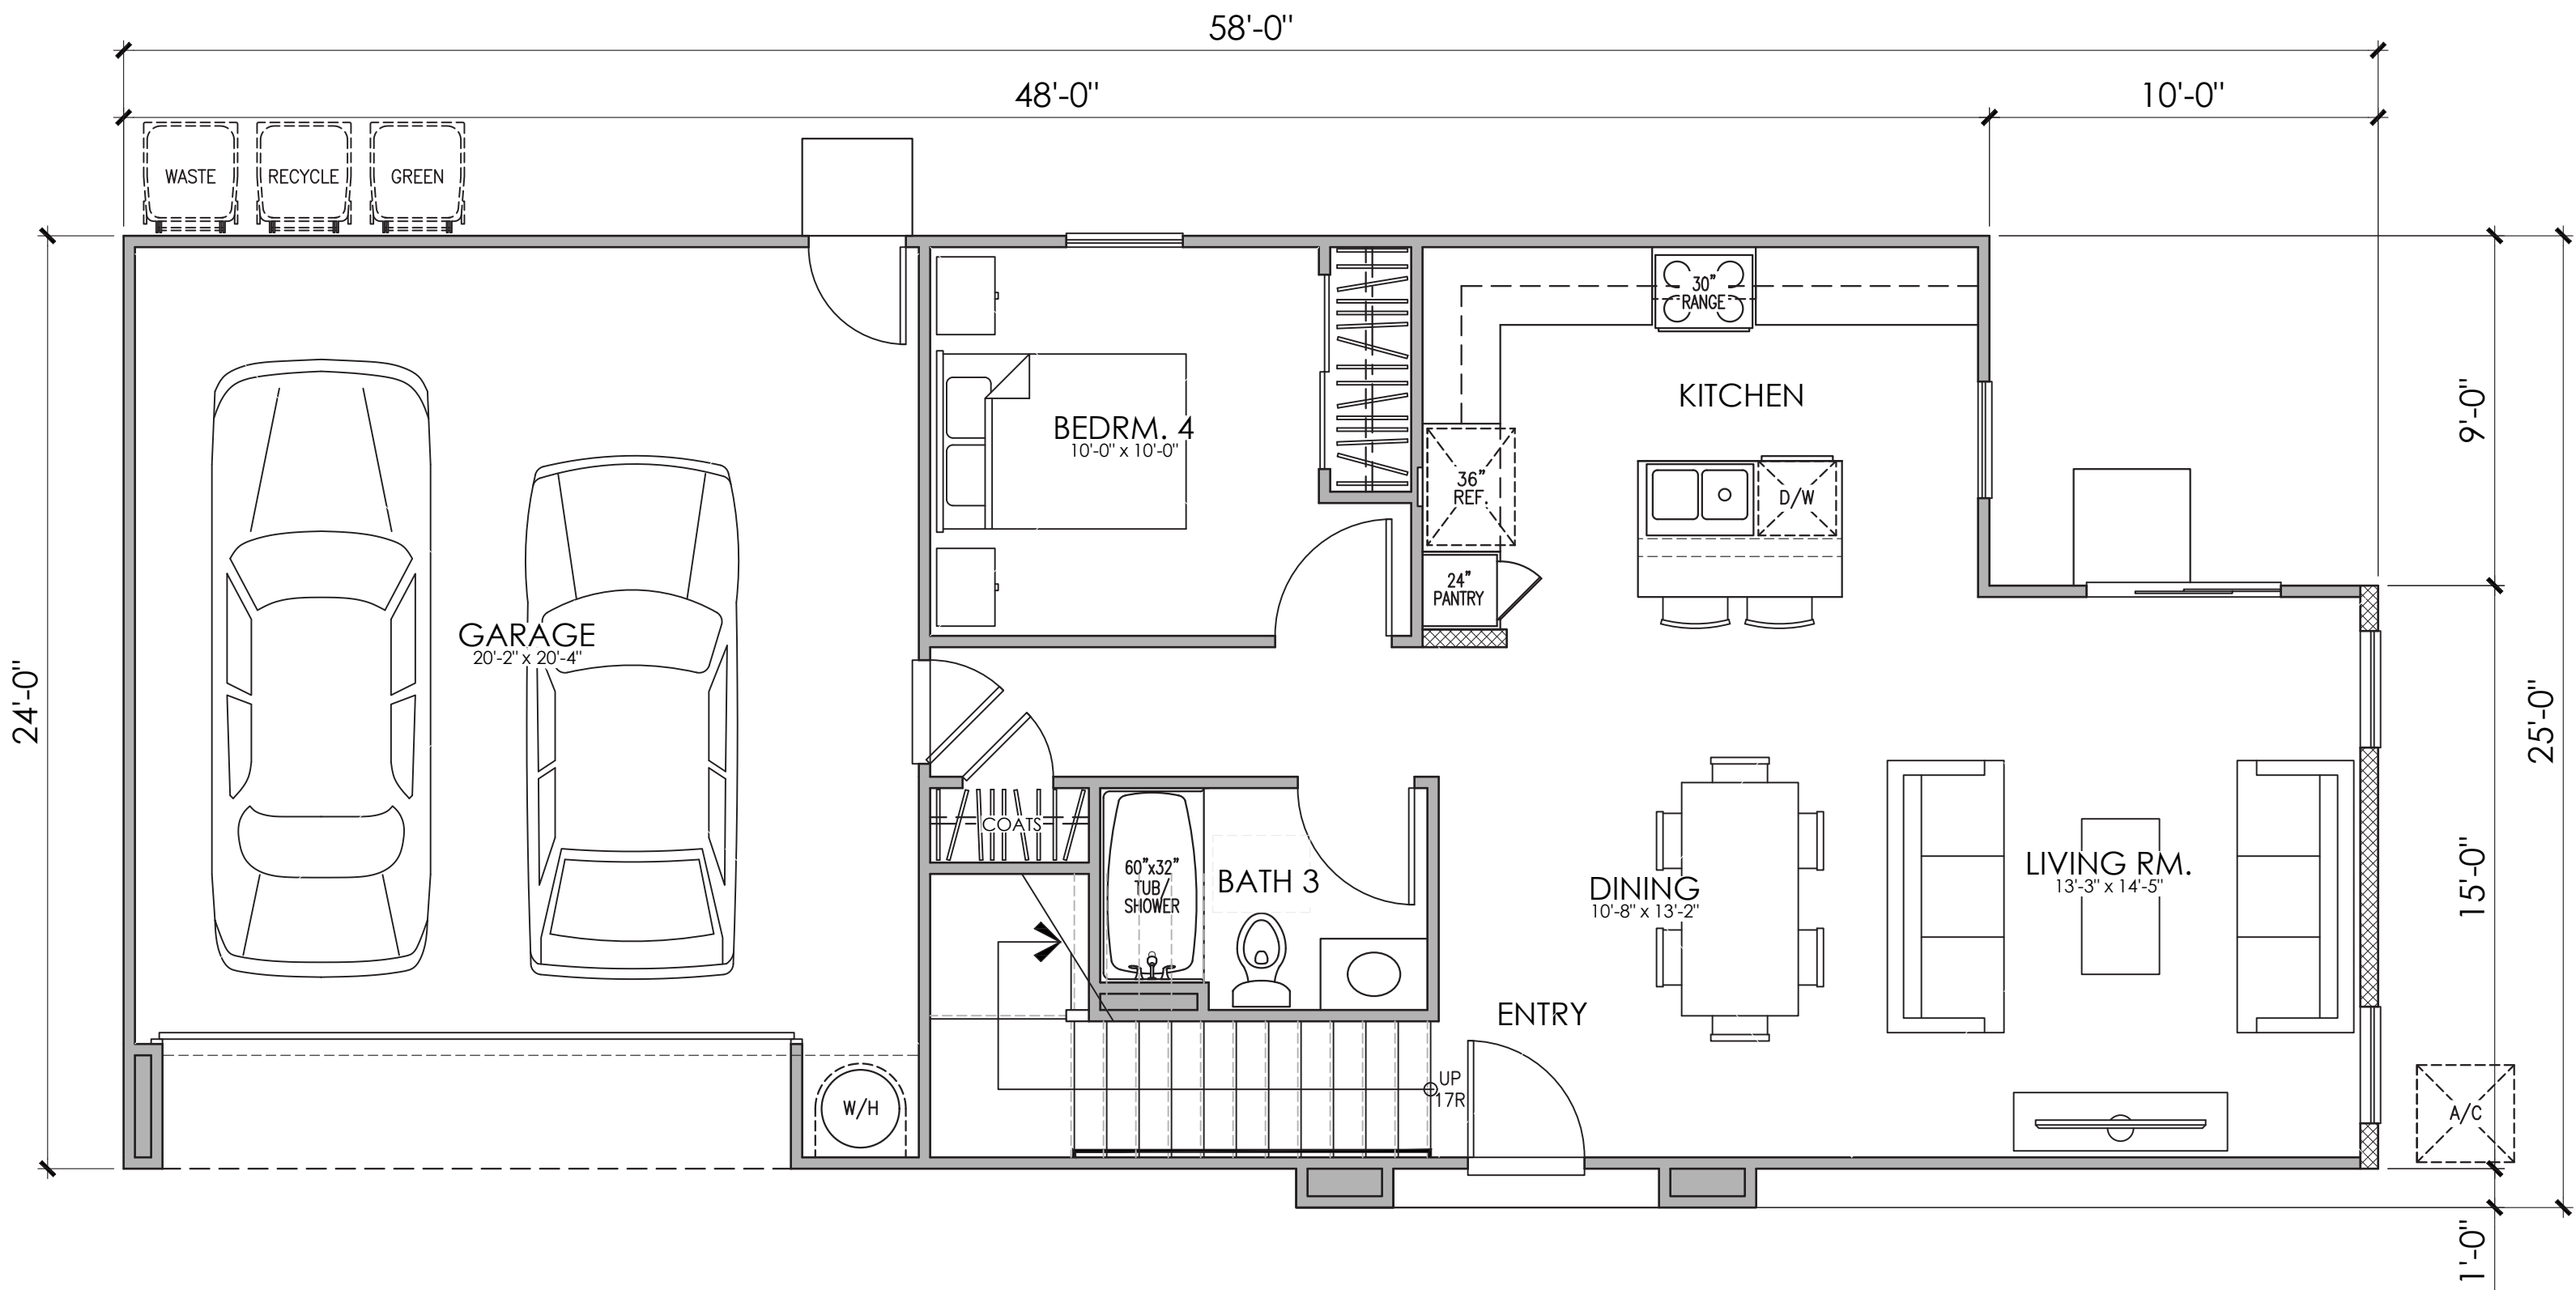 58'-0"
48'-0"
10'-0"
WASTE
RECYCLE
GREEN
30"
RANGE
KITCHEN
BEDRM. 4
10'-0" x 10'-0"
9'-0"
36"
REF.
D/W
24"
PANTRY
GARAGE
20'-2" x 20'-4"
24'-0"
25'-0"
COATS
60"x32"
TUB/
SHOWER
BATH 3
DINING
10'-8" x 13'-2"
LIVING RM.
13'-3" x 14'-5"
15'-0"
ENTRY
UP
17R
W/H
A/C
1'-0"